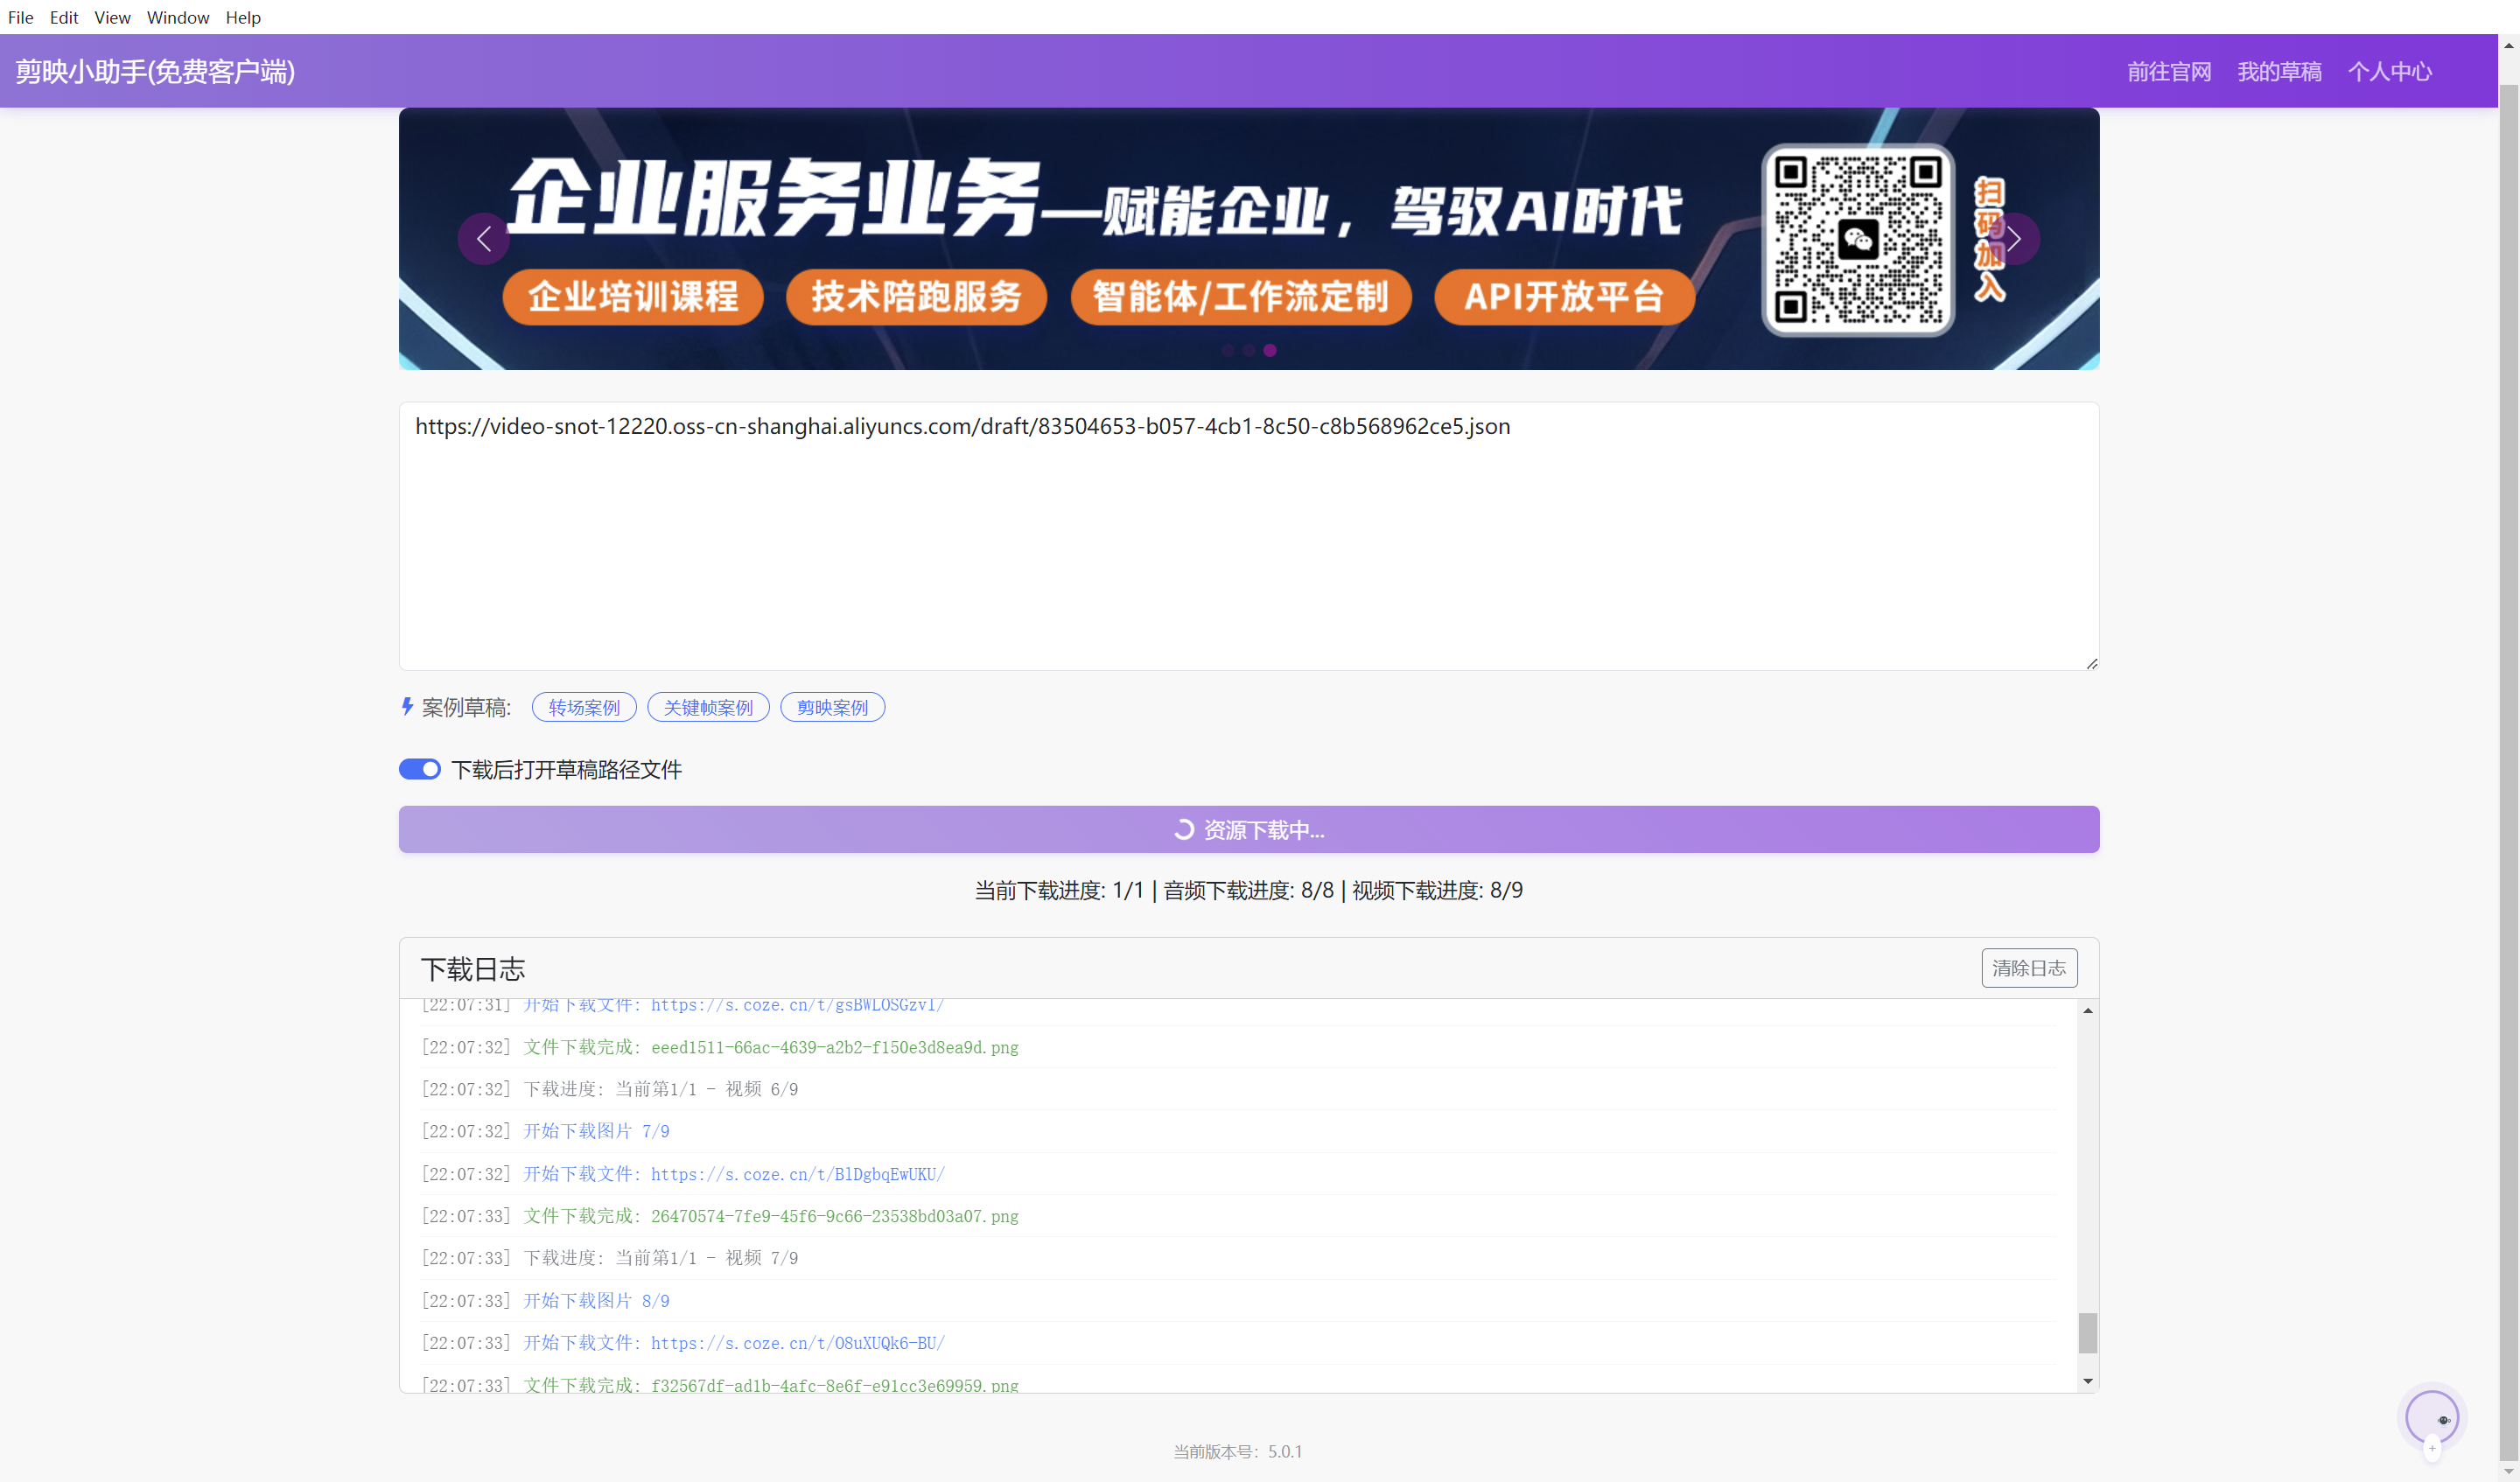 File Edit View Window Help
剪映小助手(免费客户端) 前往官网 我的草稿 个人中心
企业服务业务—赋能企业，驾驭AI时代
企业培训课程 技术陪跑服务 智能体/工作流定制 API开放平台
扫码加入
https://video-snot-12220.oss-cn-shanghai.aliyuncs.com/draft/83504653-b057-4cb1-8c50-c8b568962ce5.json
案例草稿: 转场案例 关键帧案例 剪映案例
下载后打开草稿路径文件
资源下载中...
当前下载进度: 1/1 | 音频下载进度: 8/8 | 视频下载进度: 8/9
下载日志 清除日志
[22:07:31] 开始下载文件: https://s.coze.cn/t/gsBWLOSGzvI/
[22:07:32] 文件下载完成: eeed1511-66ac-4639-a2b2-f150e3d8ea9d.png
[22:07:32] 下载进度: 当前第1/1 - 视频 6/9
[22:07:32] 开始下载图片 7/9
[22:07:32] 开始下载文件: https://s.coze.cn/t/BlDgbqEwUKU/
[22:07:33] 文件下载完成: 26470574-7fe9-45f6-9c66-23538bd03a07.png
[22:07:33] 下载进度: 当前第1/1 - 视频 7/9
[22:07:33] 开始下载图片 8/9
[22:07:33] 开始下载文件: https://s.coze.cn/t/O8uXUQk6-BU/
[22:07:33] 文件下载完成: f32567df-ad1b-4afc-8e6f-e91cc3e69959.png
当前版本号：5.0.1